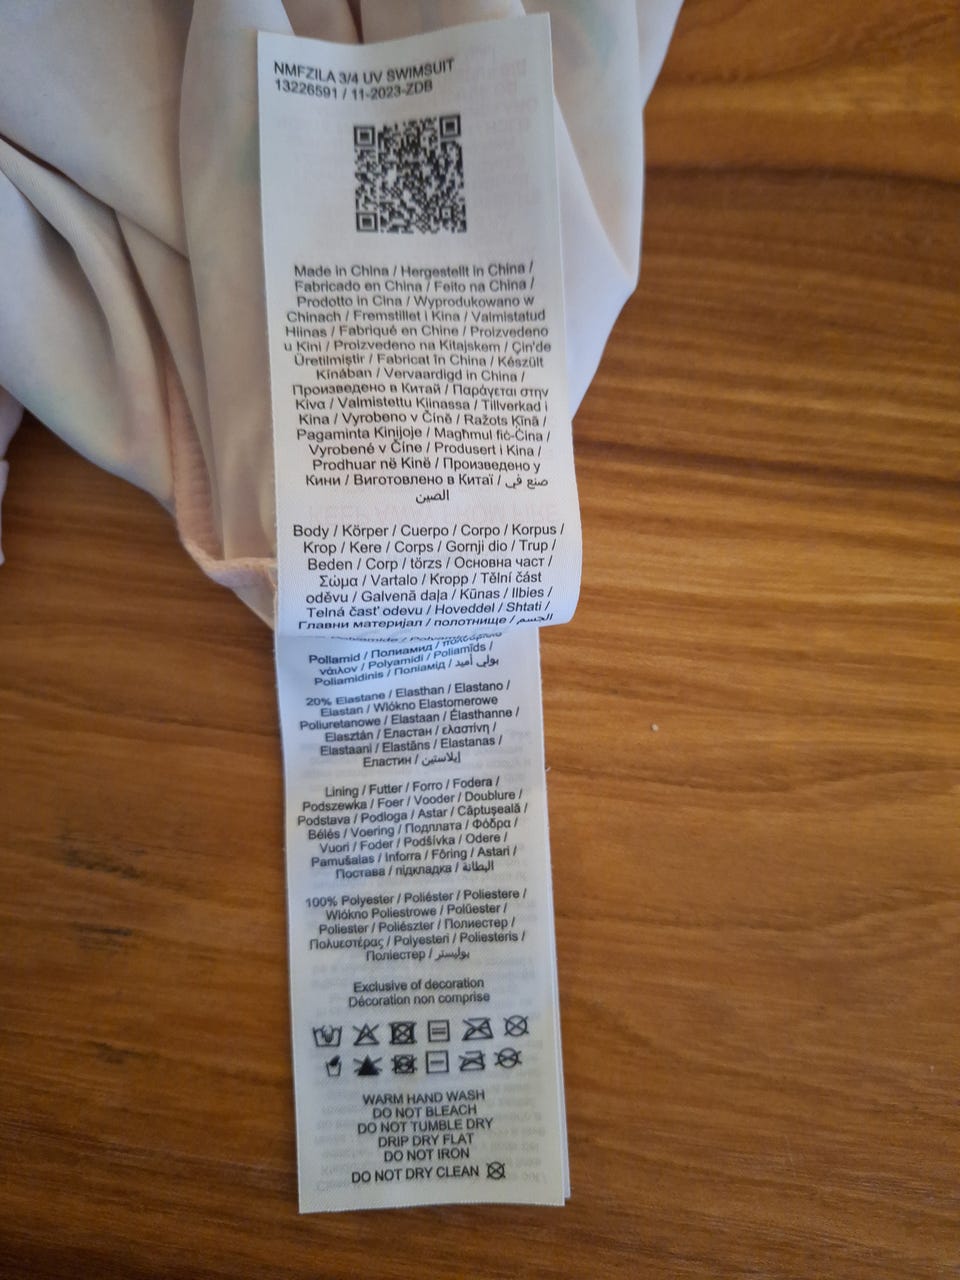 NMFZILA 3/4 UV SWIMSUIT
13226591 / 11-2023-ZDB
Made in China / Hergestellt in China /
Fabricado en China / Feito na China /
Prodotto in Cina / Wyprodukowano w
Chinach / Fremstillet i Kina / Valmistatud
Hiinas / Fabriqué en Chine / Proizvedeno
u Kini / Proizvedeno na Kitajskem / Çin'de
Üretilmiştir / Fabricat în China / Készült
Kínában / Vervaardigd in China /
Произведено в Китай / Παράγεται στην
Κίνα / Valmistettu Kiinassa / Tillverkad i
Kina / Vyrobeno v Číně / Ražots Ķīnā /
Pagaminta Kinijoje / Magħmul fiċ-Ċina /
Vyrobené v Číne / Produsert i Kina /
Prodhuar në Kinë / Произведено у
Кини / Виготовлено в Китаї / صنع في
الصين
Body / Körper / Cuerpo / Corpo / Korpus /
Krop / Kere / Corps / Gornji dio / Trup /
Beden / Corp / törzs / Основна част /
Σώμα / Vartalo / Kropp / Tělní část
oděvu / Galvenā daļa / Kūnas / Ilbies /
Telná časť odevu / Hoveddel / Shtati /
Главни материјал / полотнище / الجسم
Poliamid / Полиамид / πολυαμίδιο
νάιλον / Polyamidi / Poliamīds /
Poliamidinis / Поліамід / بولي أميد
20% Elastane / Elasthan / Elastano /
Elastan / Włókno Elastomerowe
Poliuretanowe / Elastaan / Élasthanne /
Elasztán / Еластан / ελαστίνη /
Elastaani / Elastāns / Elastanas /
Еластин / إيلاستين
Lining / Futter / Forro / Fodera /
Podszewka / Foer / Vooder / Doublure /
Podstava / Podloga / Astar / Căptușeală /
Bélés / Voering / Подплата / Φόδρα /
Vuori / Foder / Podšívka / Odere /
Pamušalas / Inforra / Fôring / Astari /
Постава / підкладка / البطانة
100% Polyester / Poliéster / Poliestere /
Włókno Poliestrowe / Polüester /
Poliester / Poliészter / Полиестер /
Πολυεστέρας / Polyesteri / Poliesteris /
Поліестер / بوليستر
Exclusive of decoration
Décoration non comprise
WARM HAND WASH
DO NOT BLEACH
DO NOT TUMBLE DRY
DRIP DRY FLAT
DO NOT IRON
DO NOT DRY CLEAN